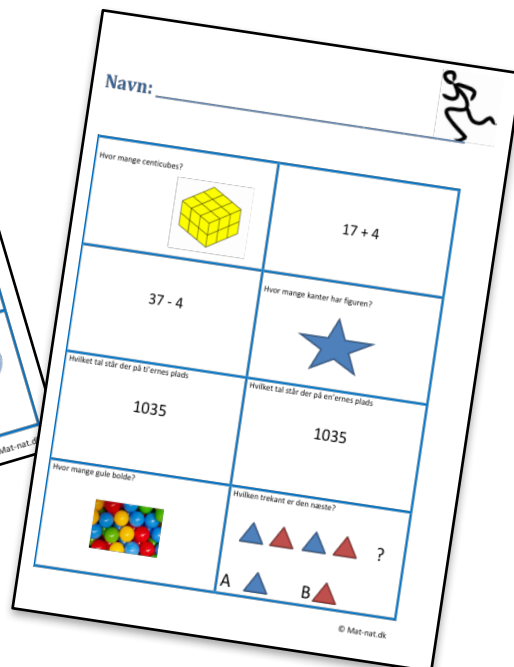 Navn:
Hvor mange centicubes?
17 + 4
37 - 4
Hvor mange kanter har figuren?
Hvilket tal står der på ti'ernes plads
1035
Hvilket tal står der på en'ernes plads
1035
Hvor mange gule bolde?
Hvilken trekant er den næste?
?
A
B
© Mat-nat.dk
Mat-nat.d